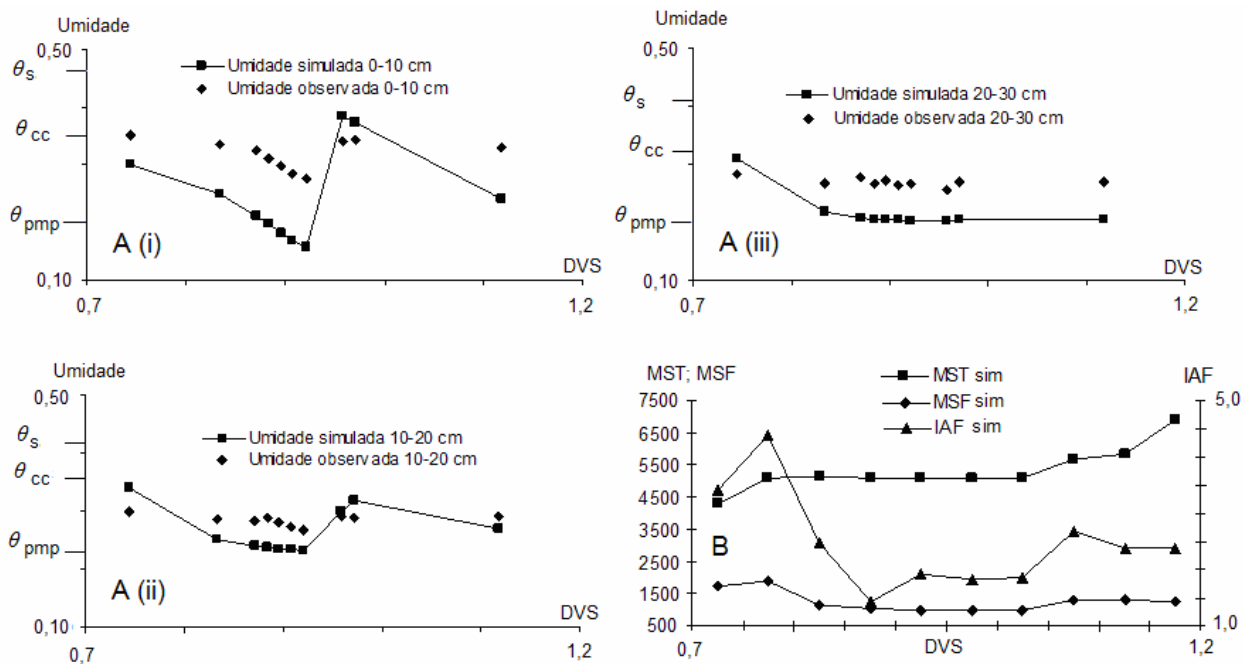 Umidade
0,50
θs
θcc
θpmp
0,10
Umidade simulada 0-10 cm
Umidade observada 0-10 cm
A (i)
DVS
0,7
1,2
Umidade
0,50
θs
θcc
θpmp
0,10
Umidade simulada 20-30 cm
Umidade observada 20-30 cm
A (iii)
DVS
0,7
1,2
Umidade
0,50
θs
θcc
θpmp
0,10
Umidade simulada 10-20 cm
Umidade observada 10-20 cm
A (ii)
DVS
0,7
1,2
MST; MSF
IAF
MST sim
MSF sim
IAF sim
7500
6500
5500
4500
3500
2500
1500
500
5,0
1,0
B
DVS
0,7
1,2